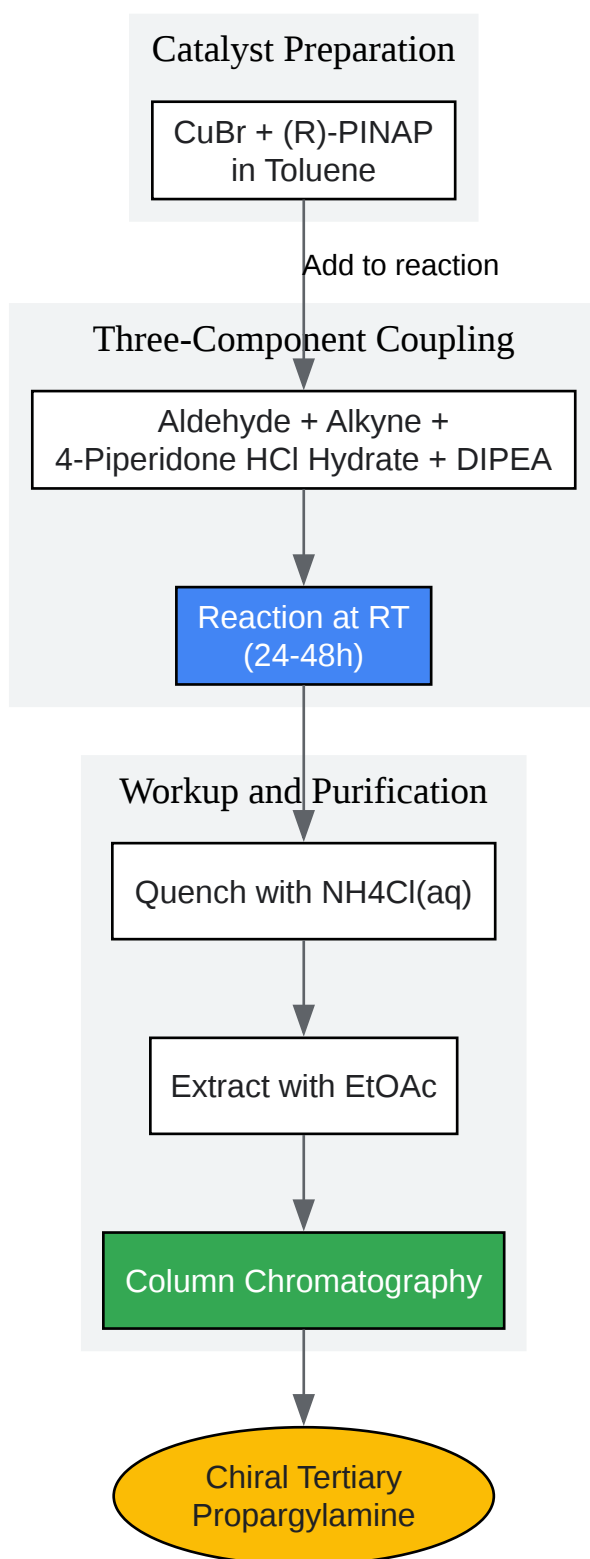 Catalyst Preparation
CuBr + (R)-PINAP
in Toluene
Add to reaction
Three-Component Coupling
Aldehyde + Alkyne +
4-Piperidone HCl Hydrate + DIPEA
Reaction at RT
(24-48h)
Workup and Purification
Quench with NH4Cl(aq)
Extract with EtOAc
Column Chromatography
Chiral Tertiary
Propargylamine